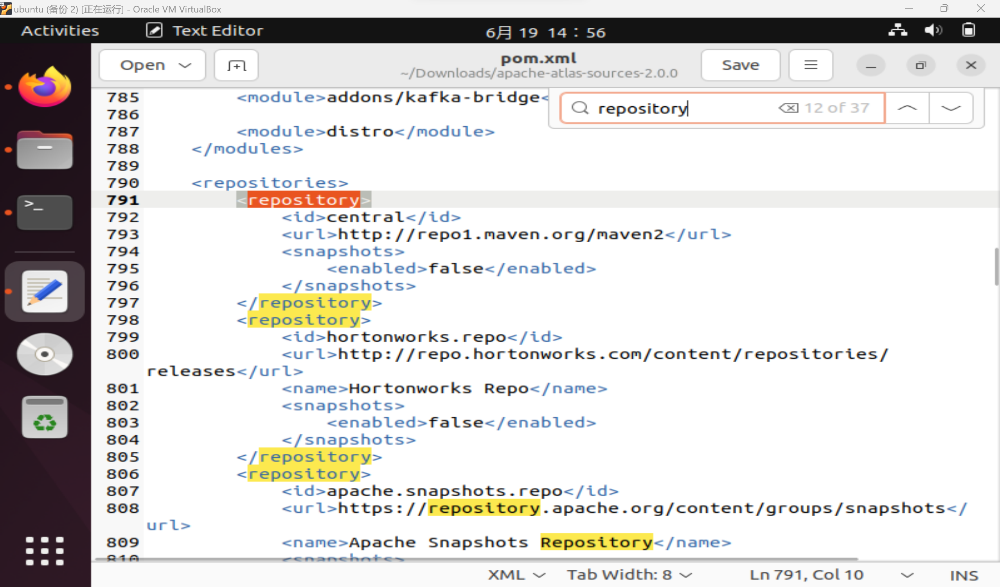 ubuntu (备份 2) [正在运行] - Oracle VM VirtualBox
Activities Text Editor 6月 19 14：56
Open pom.xml Save
~/Downloads/apache-atlas-sources-2.0.0
repository 12 of 37
785 <module>addons/kafka-bridge<
786
787 <module>distro</module>
788 </modules>
789
790 <repositories>
791 <repository>
792 <id>central</id>
793 <url>http://repo1.maven.org/maven2</url>
794 <snapshots>
795 <enabled>false</enabled>
796 </snapshots>
797 </repository>
798 <repository>
799 <id>hortonworks.repo</id>
800 <url>http://repo.hortonworks.com/content/repositories/
releases</url>
801 <name>Hortonworks Repo</name>
802 <snapshots>
803 <enabled>false</enabled>
804 </snapshots>
805 </repository>
806 <repository>
807 <id>apache.snapshots.repo</id>
808 <url>https://repository.apache.org/content/groups/snapshots</
url>
809 <name>Apache Snapshots Repository</name>
810 <snapshots>
XML Tab Width: 8 Ln 791, Col 10 INS